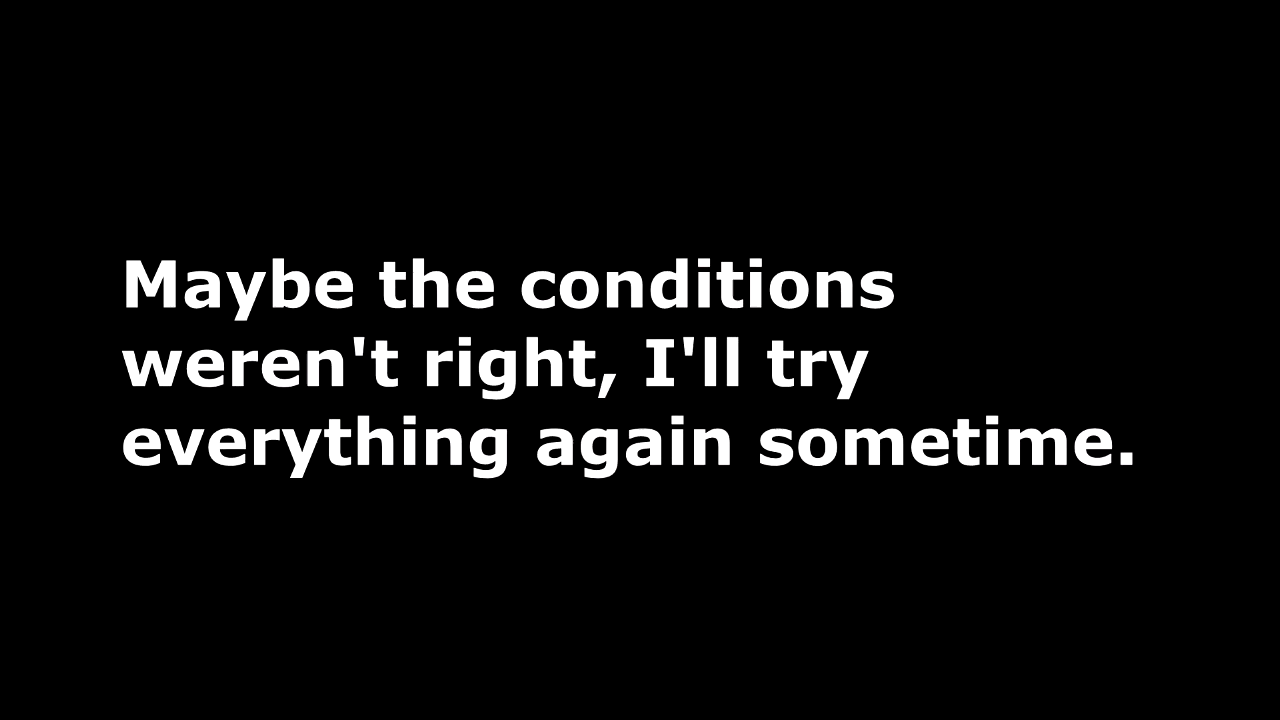 Maybe the conditions
weren't right, I'll try
everything again sometime.